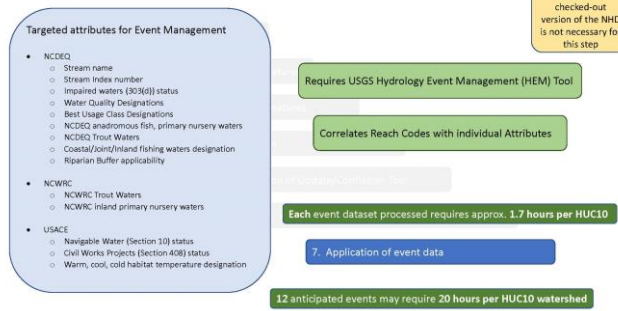 checked-out
version of the NHD
is not necessary for
this step
Targeted attributes for Event Management
• NCDEQ
o Stream name
o Stream Index number
o Impaired waters (303(d)) status
o Water Quality Designations
o Best Usage Class Designations
o NCDEQ anadromous fish, primary nursery waters
o NCDEQ Trout Waters
o Coastal/Joint/Inland fishing waters designation
o Riparian Buffer applicability
• NCWRC
o NCWRC Trout Waters
o NCWRC inland primary nursery waters
• USACE
o Navigable Water (Section 10) status
o Civil Works Projects (Section 408) status
o Warm, cool, cold habitat temperature designation
Requires USGS Hydrology Event Management (HEM) Tool
Correlates Reach Codes with individual Attributes
Each event dataset processed requires approx. 1.7 hours per HUC10
7. Application of event data
12 anticipated events may require 20 hours per HUC10 watershed